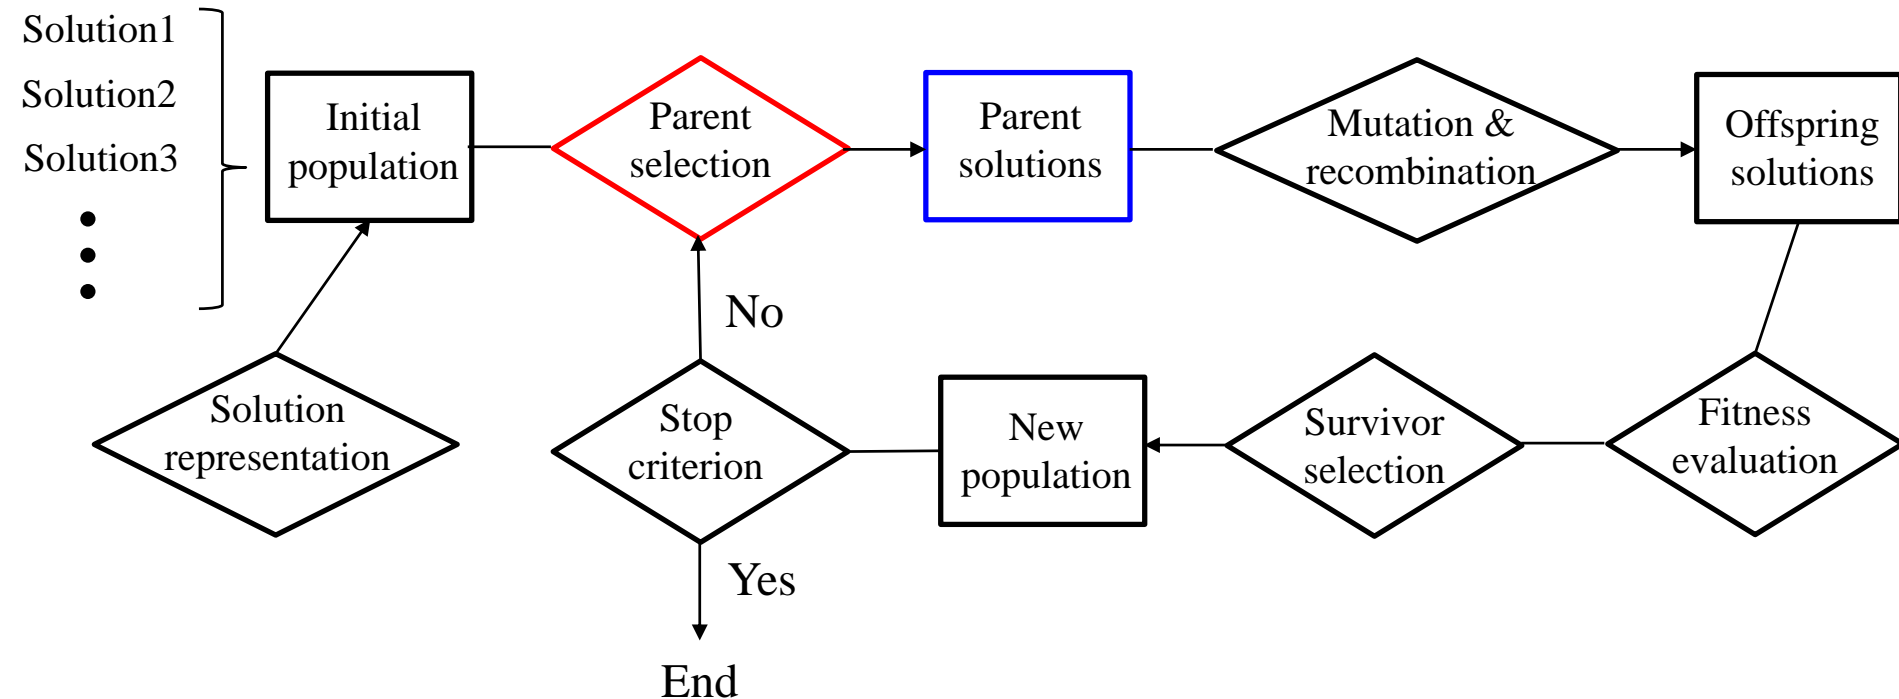 Solution1
Solution2
Solution3
Initial
population
Parent
selection
Parent
solutions
Mutation &
recombination
Offspring
solutions
No
Solution
representation
Stop
criterion
New
population
Survivor
selection
Fitness
evaluation
Yes
End